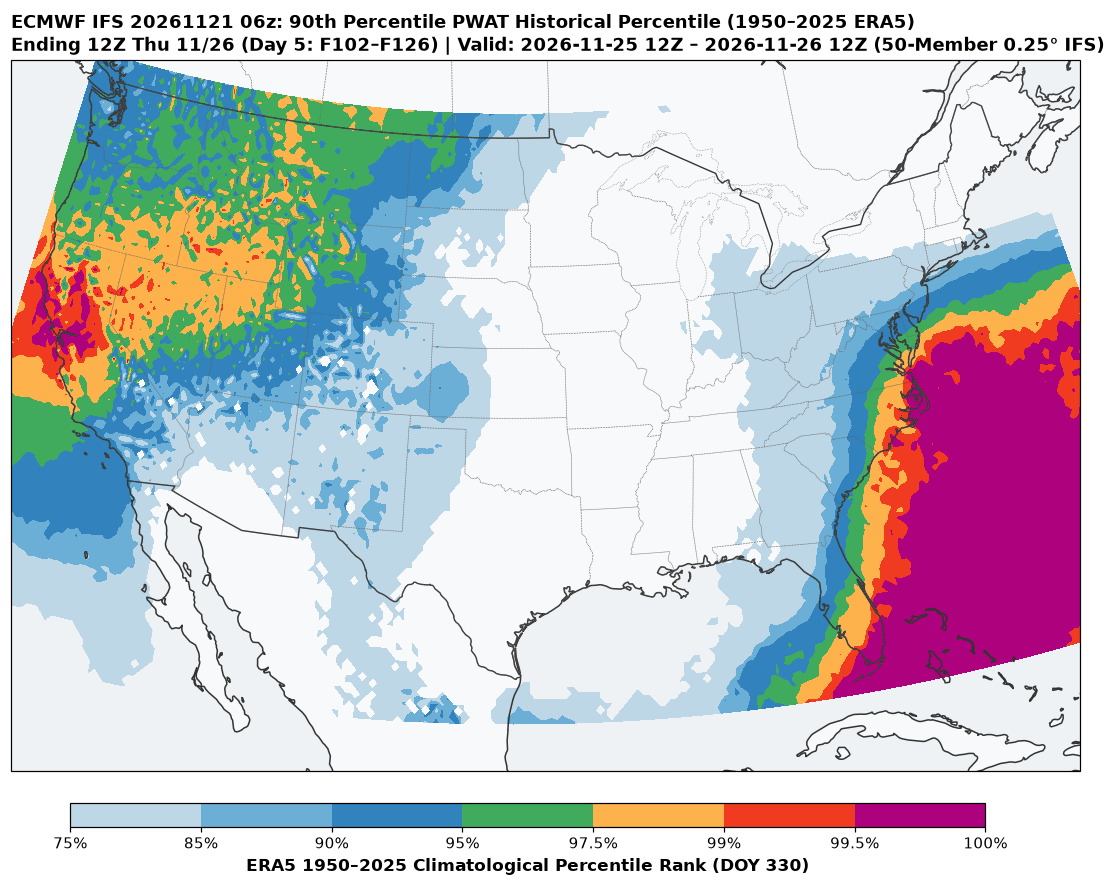 ECMWF IFS 20261121 06z: 90th Percentile PWAT Historical Percentile (1950–2025 ERA5)
Ending 12Z Thu 11/26 (Day 5: F102–F126) | Valid: 2026-11-25 12Z – 2026-11-26 12Z (50-Member 0.25° IFS)
75% 85% 90% 95% 97.5% 99% 99.5% 100%
ERA5 1950–2025 Climatological Percentile Rank (DOY 330)